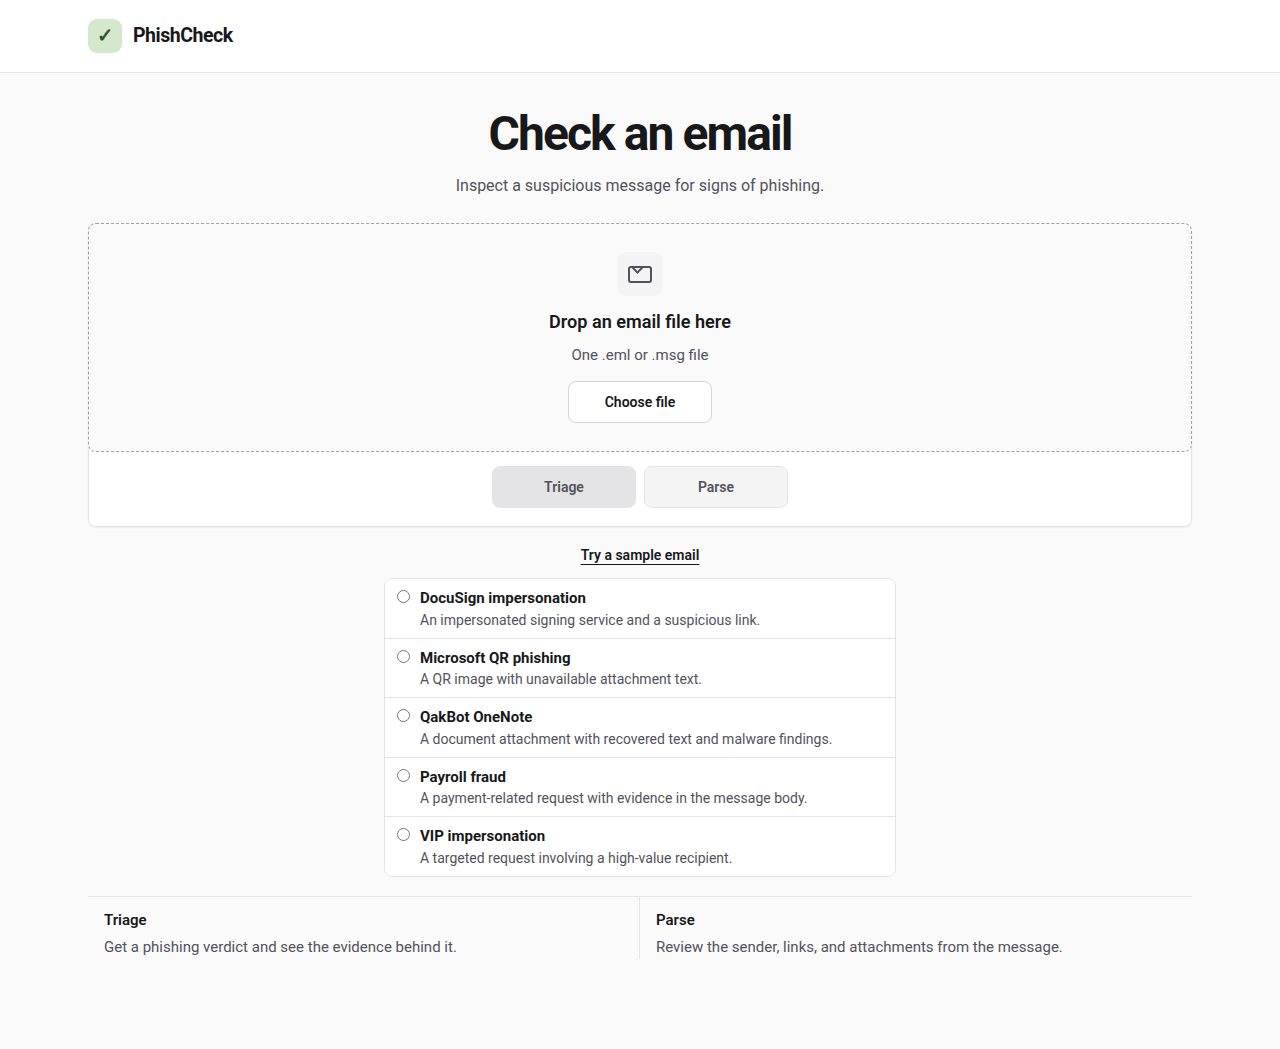 ✓ PhishCheck
Check an email
Inspect a suspicious message for signs of phishing.
Drop an email file here
One .eml or .msg file
Choose file
Triage
Parse
Try a sample email
DocuSign impersonation
An impersonated signing service and a suspicious link.
Microsoft QR phishing
A QR image with unavailable attachment text.
QakBot OneNote
A document attachment with recovered text and malware findings.
Payroll fraud
A payment-related request with evidence in the message body.
VIP impersonation
A targeted request involving a high-value recipient.
Triage
Get a phishing verdict and see the evidence behind it.
Parse
Review the sender, links, and attachments from the message.